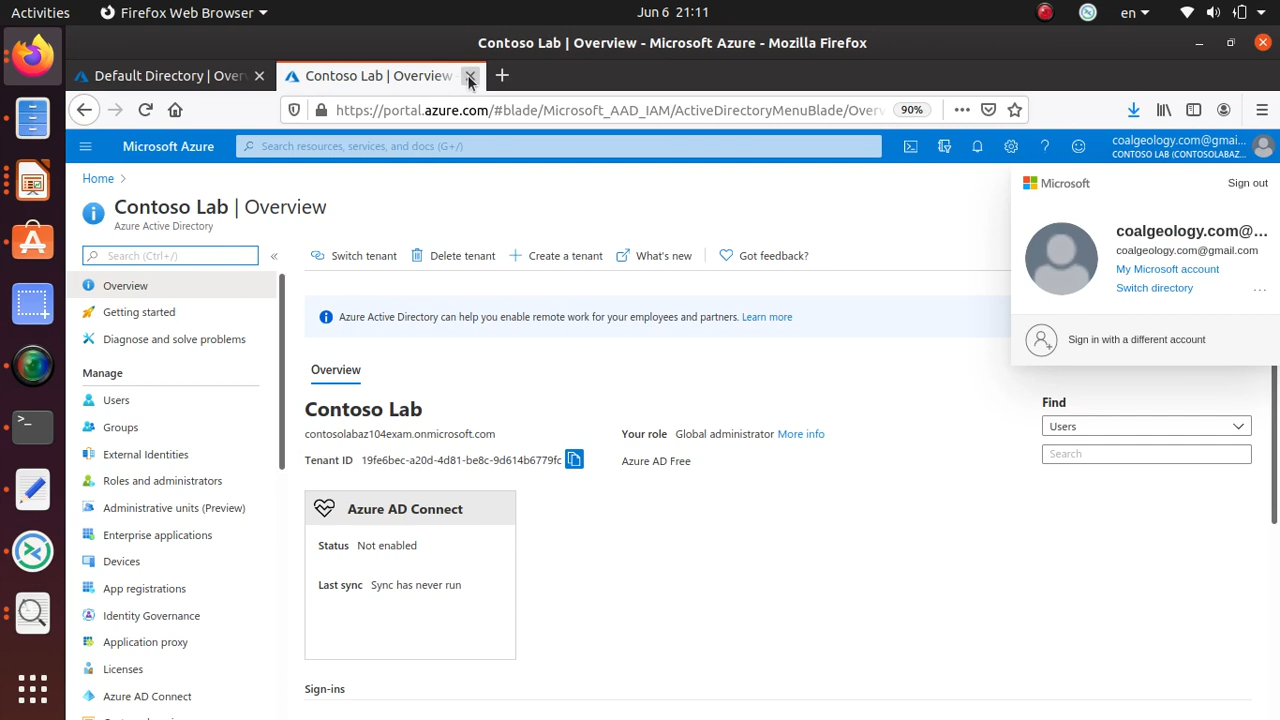 Activities
Firefox Web Browser
Jun 6 21:11
en
Contoso Lab | Overview - Microsoft Azure - Mozilla Firefox
Default Directory | Over
Contoso Lab | Overview
https://portal.azure.com/#blade/Microsoft_AAD_IAM/ActiveDirectoryMenuBlade/Overv
90%
Microsoft Azure
Search resources, services, and docs (G+/)
coalgeology.com@gmai...
CONTOSO LAB (CONTOSOLABAZ...
Home
Microsoft
Sign out
Contoso Lab | Overview
Azure Active Directory
coalgeology.com@...
coalgeology.com@gmail.com
My Microsoft account
Switch directory
...
Sign in with a different account
Search (Ctrl+/)
«
Switch tenant
Delete tenant
Create a tenant
What's new
Got feedback?
Overview
Getting started
Diagnose and solve problems
Manage
Users
Groups
External Identities
Roles and administrators
Administrative units (Preview)
Enterprise applications
Devices
App registrations
Identity Governance
Application proxy
Licenses
Azure AD Connect
Azure Active Directory can help you enable remote work for your employees and partners. Learn more
Overview
Contoso Lab
contosolabaz104exam.onmicrosoft.com
Tenant ID 19fe6bec-a20d-4d81-be8c-9d614b6779fc
Your role Global administrator More info
Azure AD Free
Find
Users
Search
Azure AD Connect
Status Not enabled
Last sync Sync has never run
Sign-ins